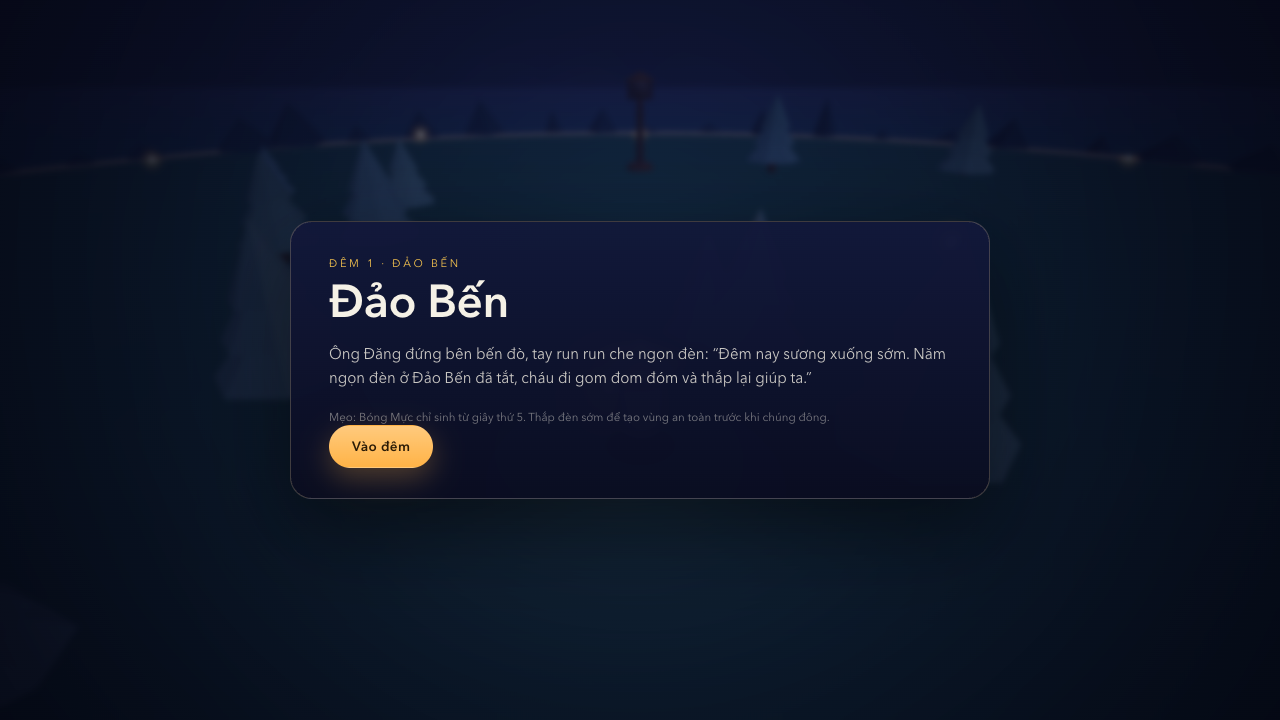 ĐÊM 1 · ĐẢO BẾN
Đảo Bến
Ông Đăng đứng bên bến đò, tay run run che ngọn đèn: “Đêm nay sương xuống sớm. Năm
ngọn đèn ở Đảo Bến đã tắt, cháu đi gom đom đóm và thắp lại giúp ta.”
Mẹo: Bóng Mực chỉ sinh từ giây thứ 5. Thắp đèn sớm để tạo vùng an toàn trước khi chúng đông.
Vào đêm